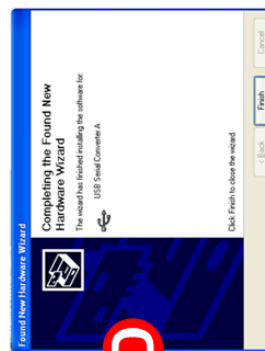 Found New Hardware Wizard
Completing the Found New
Hardware Wizard
The wizard has finished installing the software for:
USB Serial Converter A
Click Finish to close the wizard.
< Back
Finish
Cancel